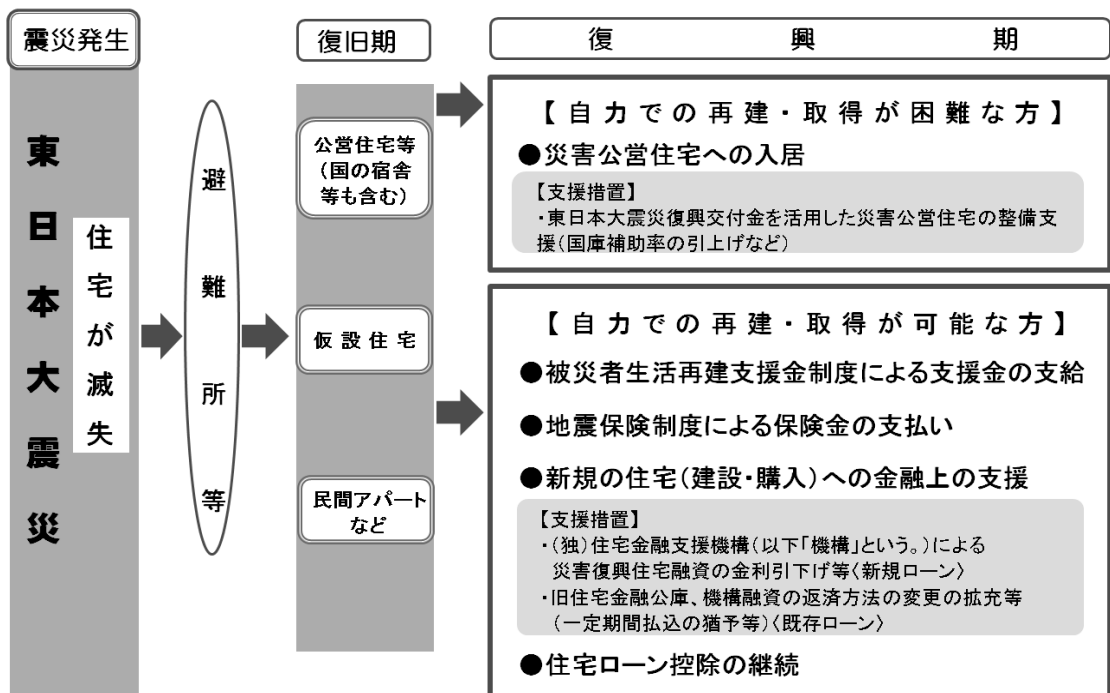 震災発生
東日本大震災
住宅が滅失
避難所等
復旧期
公営住宅等
(国の宿舎
等も含む)
仮設住宅
民間アパート
など
復興期
【自力での再建・取得が困難な方】
●災害公営住宅への入居
【支援措置】
・東日本大震災復興交付金を活用した災害公営住宅の整備支
援(国庫補助率の引上げなど)
【自力での再建・取得が可能な方】
●被災者生活再建支援金制度による支援金の支給
●地震保険制度による保険金の支払い
●新規の住宅(建設・購入)への金融上の支援
【支援措置】
・(独)住宅金融支援機構(以下「機構」という。)による
災害復興住宅融資の金利引下げ等〈新規ローン〉
・旧住宅金融公庫、機構融資の返済方法の変更の拡充等
(一定期間払込の猶予等)〈既存ローン〉
●住宅ローン控除の継続